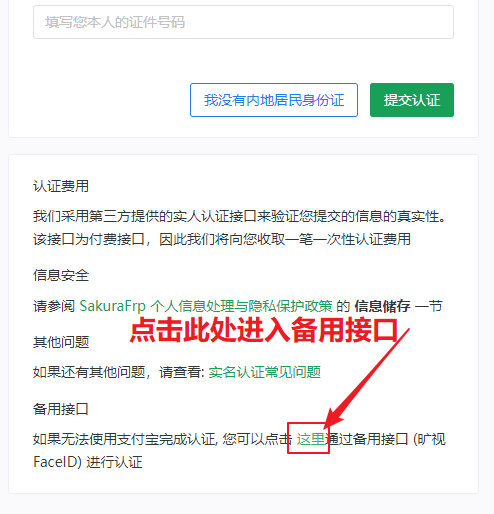 填写您本人的证件号码
我没有内地居民身份证 提交认证
认证费用
我们采用第三方提供的实人认证接口来验证您提交的信息的真实性。
该接口为付费接口，因此我们将向您收取一笔一次性认证费用
信息安全
请参阅 SakuraFrp 个人信息处理与隐私保护政策 的 信息储存 一节
点击此处进入备用接口
其他问题
如果还有其他问题，请查看: 实名认证常见问题
备用接口
如果无法使用支付宝完成认证, 您可以点击 这里通过备用接口 (旷视
FaceID) 进行认证